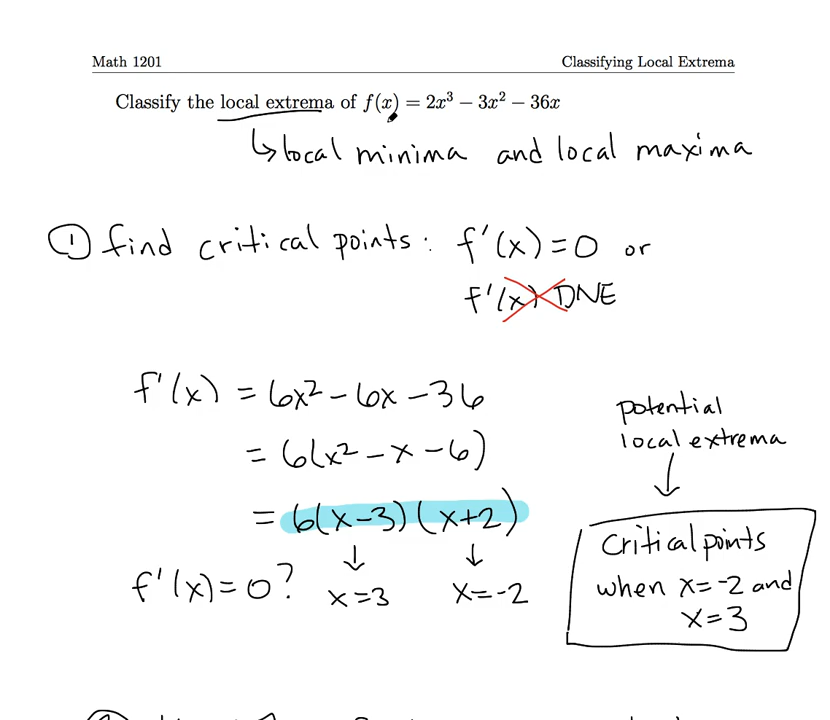 Math 1201 Classifying Local Extrema
Classify the local extrema of f(x) = 2x³ − 3x² − 36x
↳ local minima and local maxima
① find critical points: f'(x) = 0 or
f'(x) DNE
f'(x) = 6x² − 6x − 36
= 6(x² − x − 6)
= 6(x−3)(x+2)
↓ ↓
f'(x) = 0? x=3 x=-2
potential
local extrema
↓
Critical points
when x=-2 and
x=3